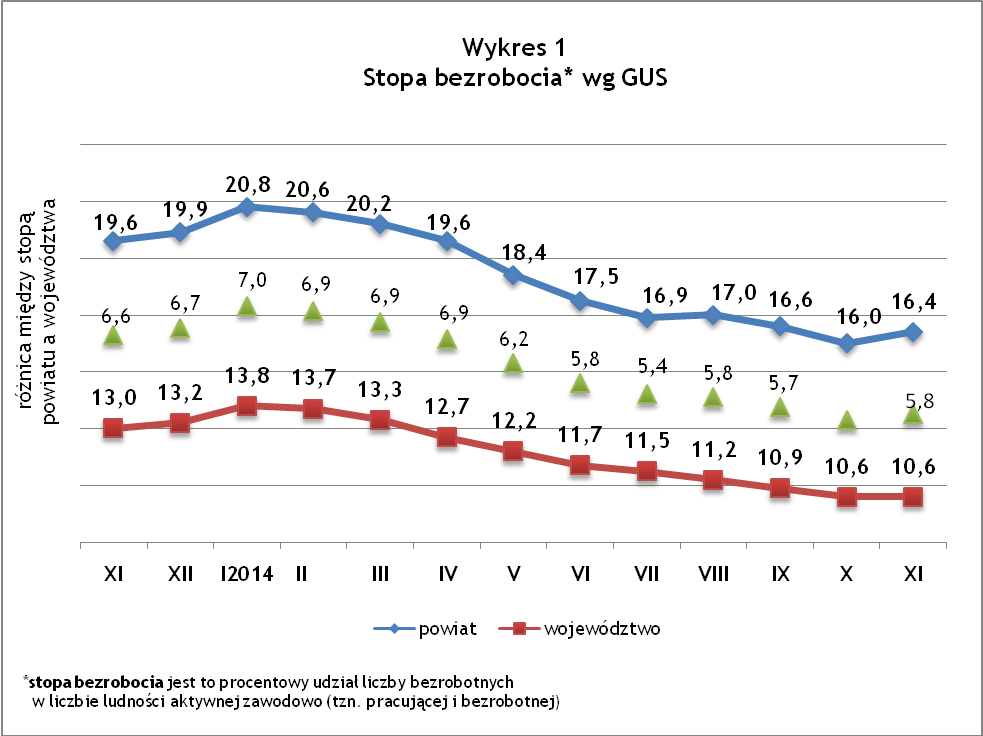 Wykres 1
Stopa bezrobocia* wg GUS
różnica między stopą
powiatu a województwa
19,6 19,9 20,8 20,6 20,2 19,6 18,4 17,5 16,9 17,0 16,6 16,0 16,4
6,6 6,7 7,0 6,9 6,9 6,9 6,2 5,8 5,4 5,8 5,7 5,8
13,0 13,2 13,8 13,7 13,3 12,7 12,2 11,7 11,5 11,2 10,9 10,6 10,6
XI XII I2014 II III IV V VI VII VIII IX X XI
powiat województwo
*stopa bezrobocia jest to procentowy udział liczby bezrobotnych
w liczbie ludności aktywnej zawodowo (tzn. pracującej i bezrobotnej)